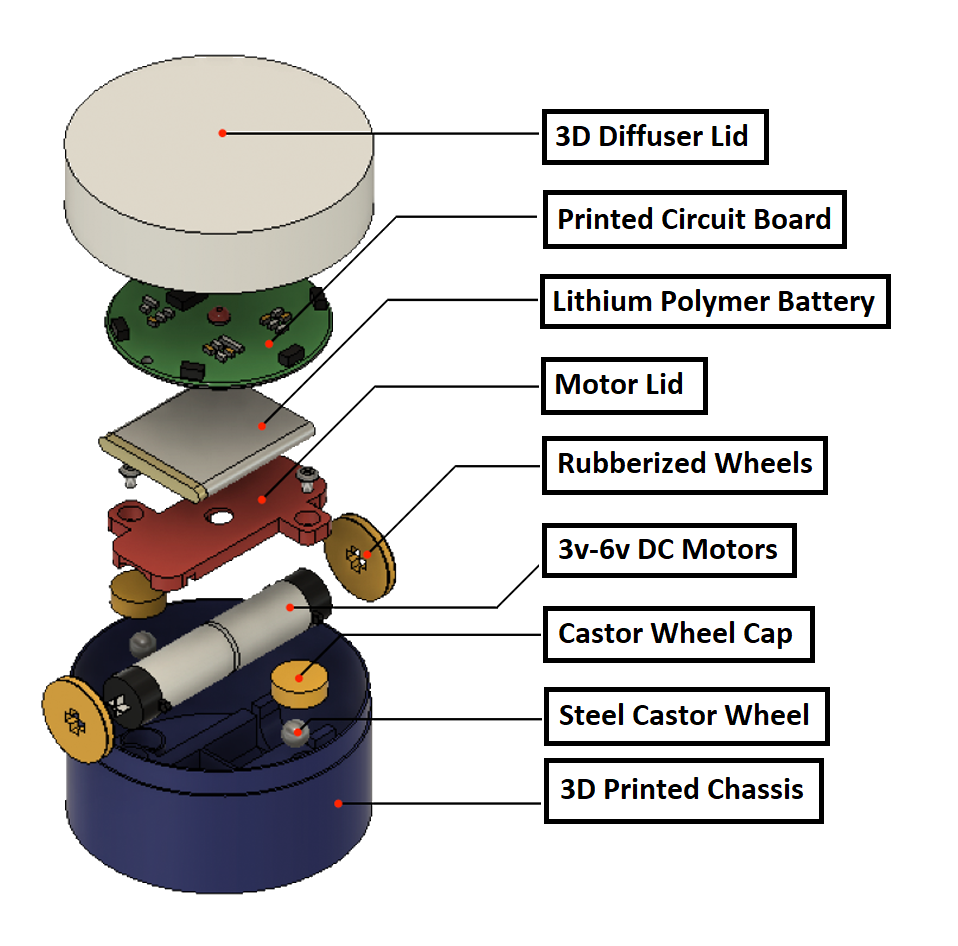 3D Diffuser Lid
Printed Circuit Board
Lithium Polymer Battery
Motor Lid
Rubberized Wheels
3v-6v DC Motors
Castor Wheel Cap
Steel Castor Wheel
3D Printed Chassis